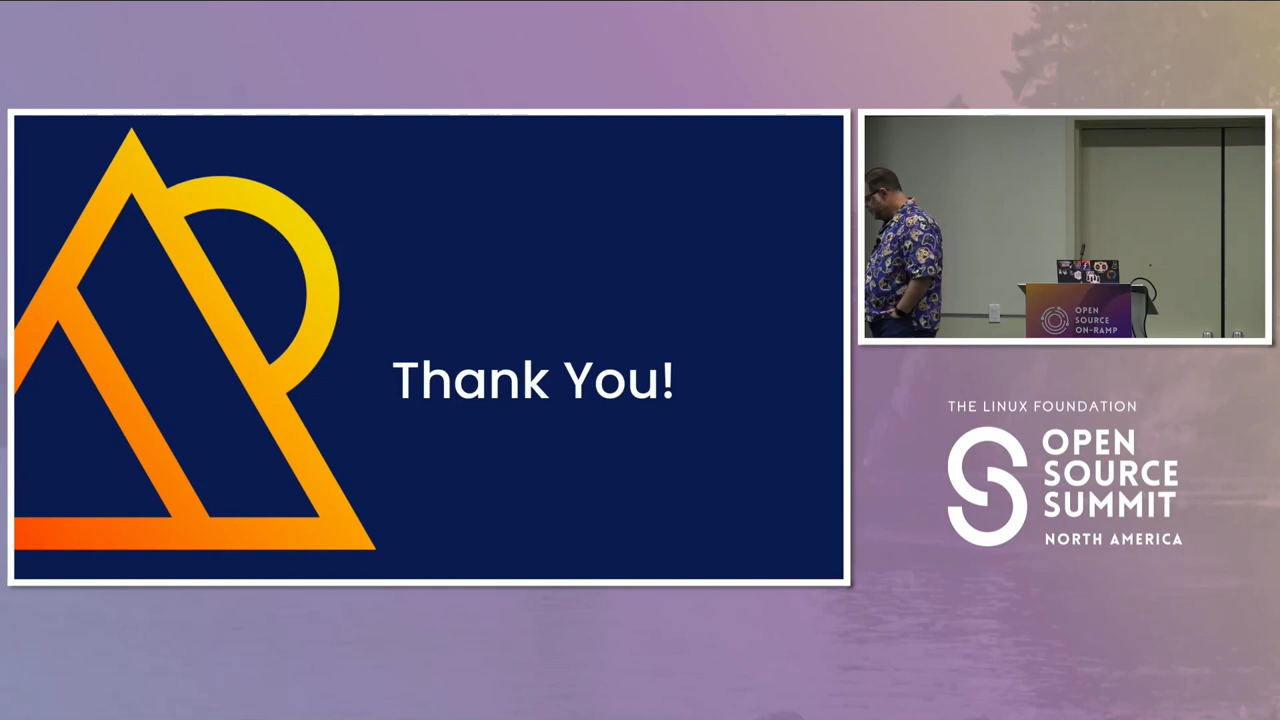 Thank You!
OPEN
SOURCE
ON-RAMP
THE LINUX FOUNDATION
OPEN
SOURCE
SUMMIT
NORTH AMERICA